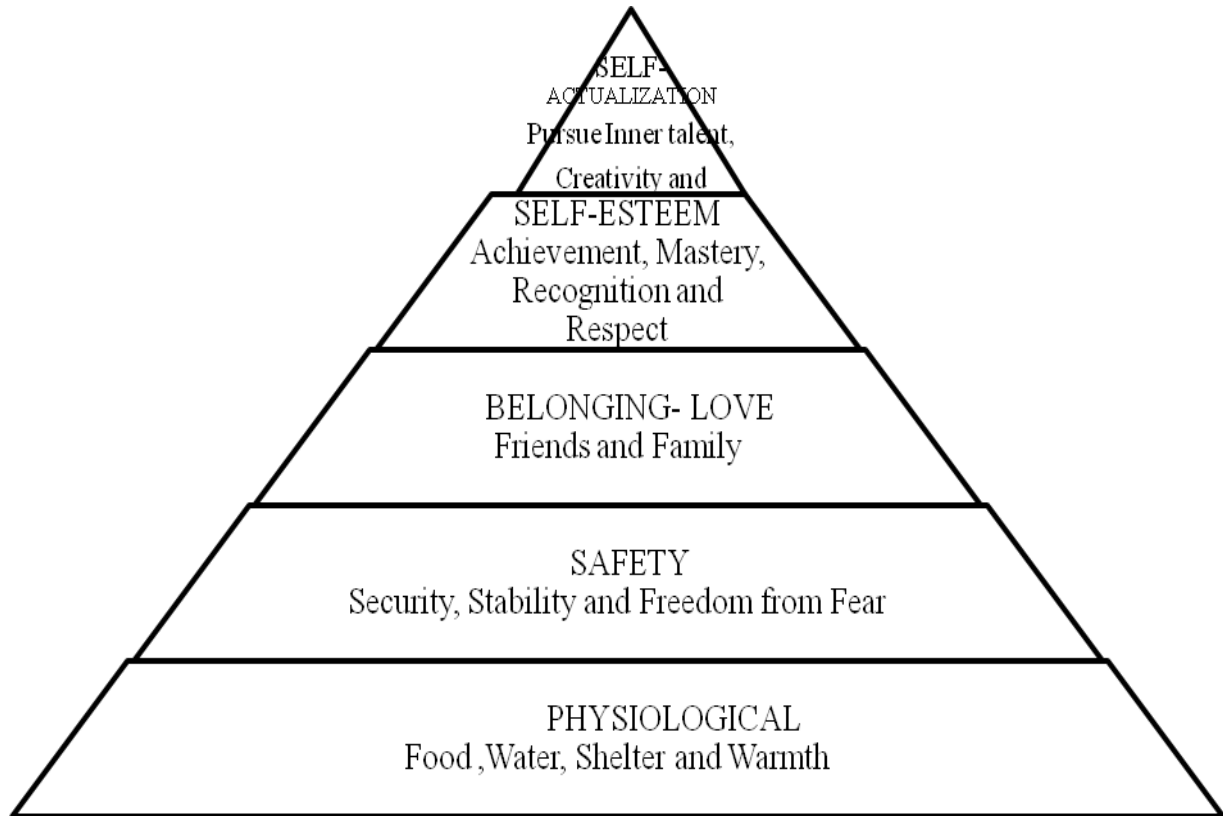 SELF-
ACTUALIZATION
Pursue Inner talent,
Creativity and
SELF-ESTEEM
Achievement, Mastery,
Recognition and
Respect
BELONGING- LOVE
Friends and Family
SAFETY
Security, Stability and Freedom from Fear
PHYSIOLOGICAL
Food ,Water, Shelter and Warmth